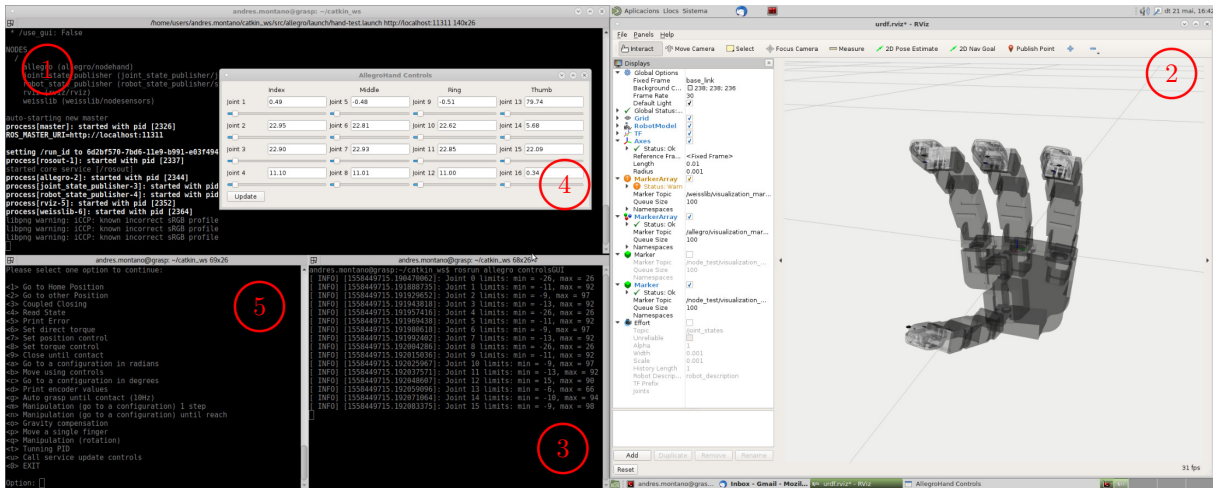 andres.montano@grasp: ~/catkin_ws
/home/users/andres.montano/catkin_ws/src/allegro/launch/hand-test.launch http://localhost:11311 140x26
* /use_gui: False
NODES
/
allegro (allegro/nodehand)
joint_state_publisher (joint_state_publisher/j
robot_state_publisher (robot_state_publisher/s
rviz (rviz/rviz)
weisslib (weisslib/nodesensors)
auto-starting new master
process[master]: started with pid [2326]
ROS_MASTER_URI=http://localhost:11311
setting /run_id to 6d2bf570-7bd6-11e9-b991-e03f494
process[rosout-1]: started with pid [2337]
started core service [/rosout]
process[allegro-2]: started with pid [2344]
process[joint_state_publisher-3]: started with pid
process[robot_state_publisher-4]: started with pid
process[rviz-5]: started with pid [2352]
process[weisslib-6]: started with pid [2364]
libpng warning: iCCP: known incorrect sRGB profile
libpng warning: iCCP: known incorrect sRGB profile
libpng warning: iCCP: known incorrect sRGB profile
1
AllegroHand Controls
Index Middle Ring Thumb
Joint 1 0.49 Joint 5 -0.48 Joint 9 -0.51 Joint 13 79.74
Joint 2 22.95 Joint 6 22.81 Joint 10 22.62 Joint 14 5.68
Joint 3 22.90 Joint 7 22.93 Joint 11 22.85 Joint 15 22.09
Joint 4 11.10 Joint 8 11.01 Joint 12 11.00 Joint 16 0.34
Update
4
andres.montano@grasp: ~/catkin_ws 69x26
Please select one option to continue:
<1> Go to Home Position
<2> Go to other Position
<3> Coupled Closing
<4> Read State
<5> Print Error
<6> Set direct torque
<7> Set position control
<8> Set torque control
<9> Close until contact
<a> Go to a configuration in radians
<b> Move using controls
<c> Go to a configuration in degrees
<d> Print encoder values
<g> Auto grasp until contact (10Hz)
<m> Manipulation (go to a configuration) 1 step
<n> Manipulation (go to a configuration) until reach
<o> Gravity compensation
<p> Move a single finger
<q> Manipulation (rotation)
<t> Tunning PID
<u> Call service update controls
<0> EXIT
Option:
5
andres.montano@grasp: ~/catkin_ws 68x26
andres.montano@grasp:~/catkin_ws$ rosrun allegro controlsGUI
[ INFO] [1558449715.190470062]: Joint 0 limits: min = -26, max = 26
[ INFO] [1558449715.191888735]: Joint 1 limits: min = -11, max = 92
[ INFO] [1558449715.191929652]: Joint 2 limits: min = -9, max = 97
[ INFO] [1558449715.191943818]: Joint 3 limits: min = -13, max = 92
[ INFO] [1558449715.191957416]: Joint 4 limits: min = -26, max = 26
[ INFO] [1558449715.191969438]: Joint 5 limits: min = -11, max = 92
[ INFO] [1558449715.191980618]: Joint 6 limits: min = -9, max = 97
[ INFO] [1558449715.191992402]: Joint 7 limits: min = -13, max = 92
[ INFO] [1558449715.192004286]: Joint 8 limits: min = -26, max = 26
[ INFO] [1558449715.192015036]: Joint 9 limits: min = -11, max = 92
[ INFO] [1558449715.192025967]: Joint 10 limits: min = -9, max = 97
[ INFO] [1558449715.192037571]: Joint 11 limits: min = -13, max = 92
[ INFO] [1558449715.192048607]: Joint 12 limits: min = 15, max = 90
[ INFO] [1558449715.192059096]: Joint 13 limits: min = -6, max = 66
[ INFO] [1558449715.192071064]: Joint 14 limits: min = -10, max = 94
[ INFO] [1558449715.192083375]: Joint 15 limits: min = -9, max = 98
3
Aplicacions Llocs Sistema
dt 21 mai, 16:42
urdf.rviz* - RViz
File Panels Help
Interact Move Camera Select Focus Camera Measure 2D Pose Estimate 2D Nav Goal Publish Point
Displays
Global Options
Fixed Frame base_link
Background C... 238; 238; 236
Frame Rate 30
Default Light
Global Status:...
Grid
RobotModel
TF
Axes
Status: Ok
Reference Fra... <Fixed Frame>
Length 0.01
Radius 0.001
MarkerArray
Status: Warn
Marker Topic /weisslib/visualization_mar...
Queue Size 100
Namespaces
MarkerArray
Status: Ok
Marker Topic /allegro/visualization_mar...
Queue Size 100
Namespaces
Marker
Marker Topic /node_test/visualization_...
Queue Size 100
Namespaces
Marker
Status: Ok
Marker Topic /node_test/visualization_...
Queue Size 100
Namespaces
Effort
Topic /joint_states
Unreliable
Alpha 1
Width 0.001
Scale 0.001
History Length 1
Robot Descrip... robot_description
TF Prefix
Joints
Add Duplicate Remove Rename
Reset
31 fps
2
andres.montano@gras... Inbox - Gmail - Mozil... urdf.rviz* - RViz AllegroHand Controls